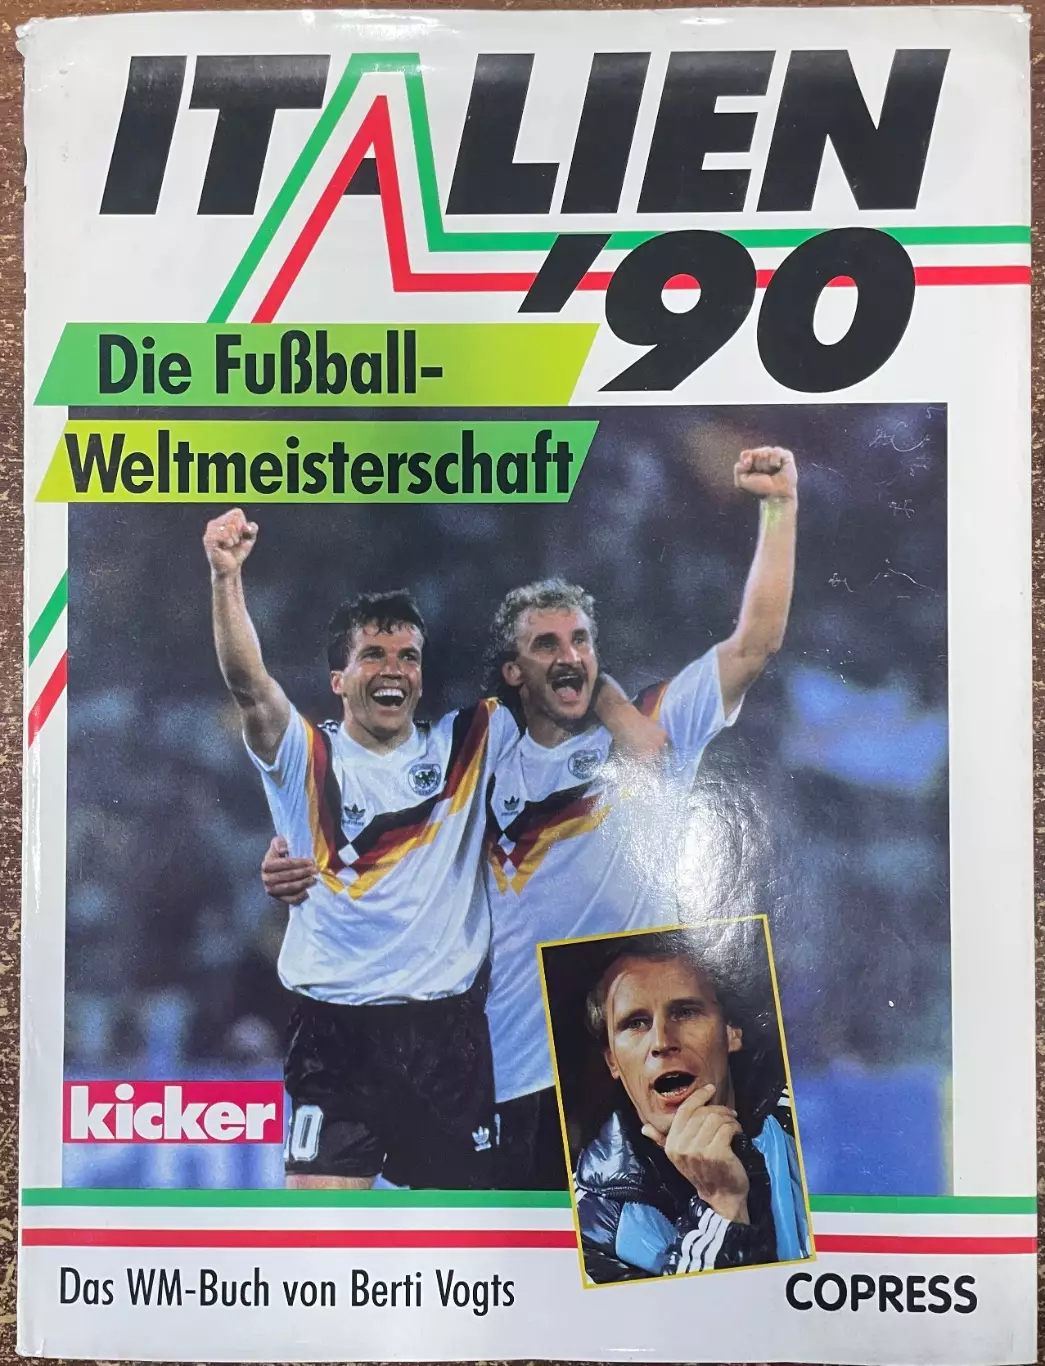 ITALIEN
'90
Die Fußball-
Weltmeisterschaft
kicker
Das WM-Buch von Berti Vogts
COPRESS